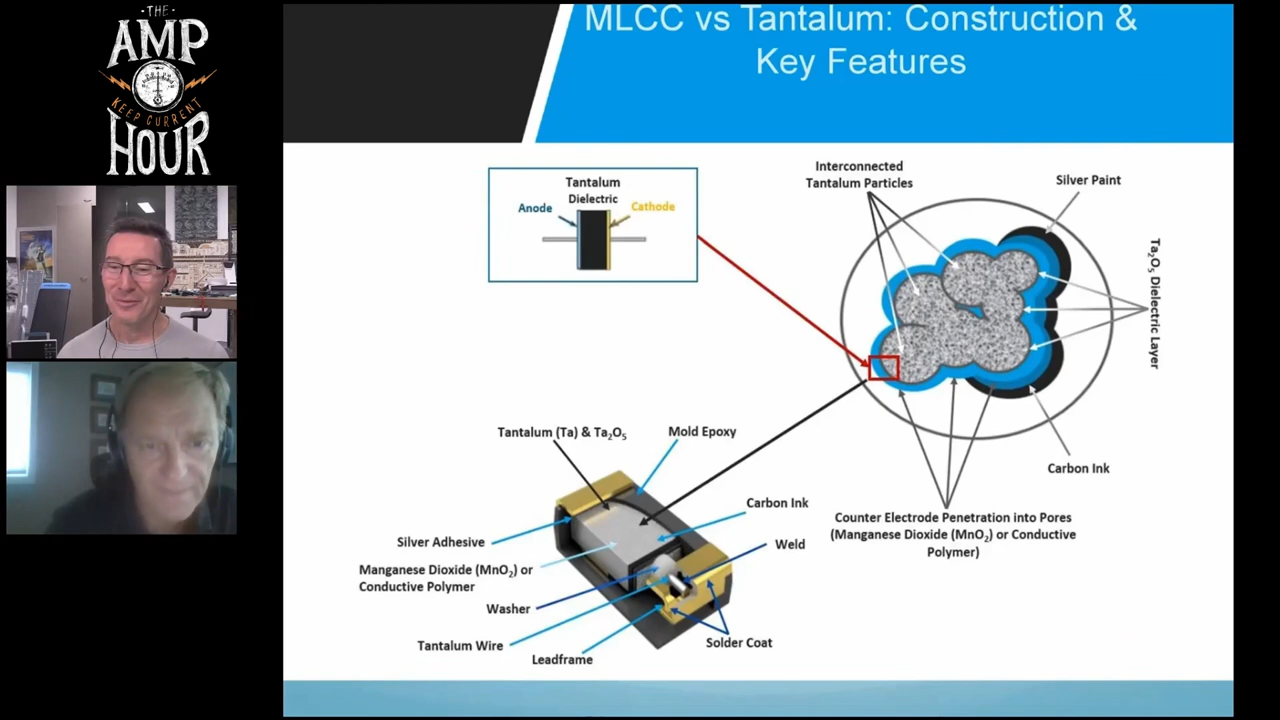 ·THE·
AMP
KEEP CURRENT
HOUR
MLCC vs Tantalum: Construction &
Key Features
Tantalum
Dielectric
Anode
Cathode
Interconnected
Tantalum Particles
Silver Paint
Ta₂O₅ Dielectric Layer
Carbon Ink
Counter Electrode Penetration into Pores
(Manganese Dioxide (MnO₂) or Conductive
Polymer)
Tantalum (Ta) & Ta₂O₅
Mold Epoxy
Carbon Ink
Weld
Silver Adhesive
Manganese Dioxide (MnO₂) or
Conductive Polymer
Washer
Tantalum Wire
Leadframe
Solder Coat